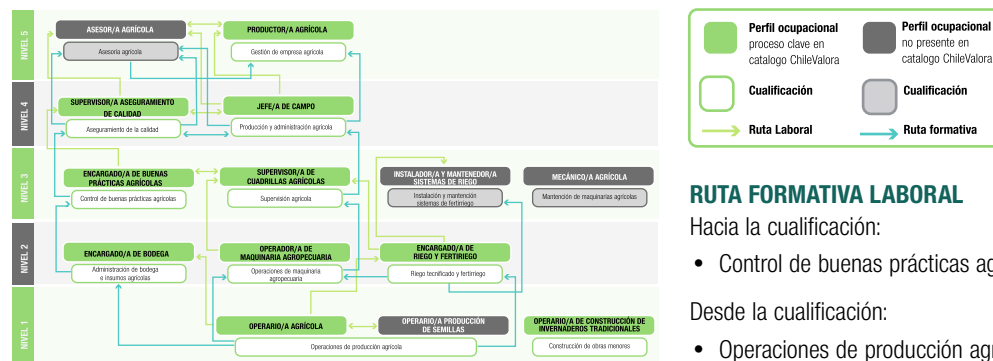 NIVEL 5
ASESOR/A AGRÍCOLA
Asesoría agrícola
PRODUCTOR/A AGRÍCOLA
Gestión de empresa agrícola
NIVEL 4
SUPERVISOR/A ASEGURAMIENTO
DE CALIDAD
Aseguramiento de la calidad
JEFE/A DE CAMPO
Producción y administración agrícola
NIVEL 3
ENCARGADO/A DE BUENAS
PRÁCTICAS AGRÍCOLAS
Control de buenas prácticas agrícolas
SUPERVISOR/A DE
CUADRILLAS AGRÍCOLAS
Supervisión agrícola
INSTALADOR/A Y MANTENEDOR/A
SISTEMAS DE RIEGO
Instalación y mantención
sistemas de fertirriego
MECÁNICO/A AGRÍCOLA
Mantención de maquinarias agrícolas
NIVEL 2
ENCARGADO/A DE BODEGA
Administración de bodega
e insumos agrícolas
OPERADOR/A DE
MAQUINARIA AGROPECUARIA
Operaciones de maquinaria
agropecuaria
ENCARGADO/A DE
RIEGO Y FERTIRIEGO
Riego tecnificado y fertirriego
NIVEL 1
OPERARIO/A AGRÍCOLA
OPERARIO/A PRODUCCIÓN
DE SEMILLAS
Operaciones de producción agrícola
OPERARIO/A DE CONSTRUCCIÓN DE
INVERNADEROS TRADICIONALES
Construcción de obras menores
Perfil ocupacional
proceso clave en
catalogo ChileValora
Perfil ocupacional
no presente en
catalogo ChileValora
Cualificación
Cualificación
Ruta Laboral
Ruta formativa
RUTA FORMATIVA LABORAL
Hacia la cualificación:
• Control de buenas prácticas ag
Desde la cualificación:
• Operaciones de producción agr